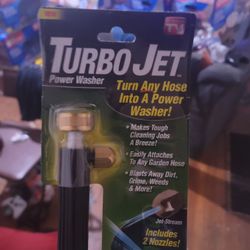 TURBO JET
Power Washer
Turn Any Hose
Into A Power
Washer!
> Makes Tough
Cleaning Jobs
A Breeze!
> Easily Attaches
To Any Garden Hose
> Blasts Away Dirt,
Grime, Weeds
& More!
Jet-Stream
Includes
2 Nozzles!